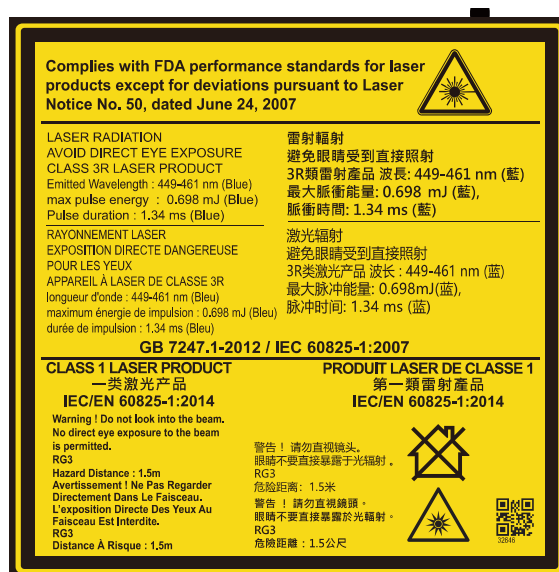 Complies with FDA performance standards for laser
products except for deviations pursuant to Laser
Notice No. 50, dated June 24, 2007
LASER RADIATION
AVOID DIRECT EYE EXPOSURE
CLASS 3R LASER PRODUCT
Emitted Wavelength : 449-461 nm (Blue)
max pulse energy : 0.698 mJ (Blue)
Pulse duration : 1.34 ms (Blue)
雷射輻射
避免眼睛受到直接照射
3R類雷射產品 波長: 449-461 nm (藍)
最大脈衝能量: 0.698 mJ (藍),
脈衝時間: 1.34 ms (藍)
RAYONNEMENT LASER
EXPOSITION DIRECTE DANGEREUSE
POUR LES YEUX
APPAREIL À LASER DE CLASSE 3R
longueur d'onde : 449-461 nm (Bleu)
maximum énergie de impulsion : 0.698 mJ (Bleu)
durée de impulsion : 1.34 ms (Bleu)
激光辐射
避免眼睛受到直接照射
3R类激光产品 波长 : 449-461 nm (蓝)
最大脉冲能量: 0.698mJ(蓝),
脉冲时间: 1.34 ms (蓝)
GB 7247.1-2012 / IEC 60825-1:2007
CLASS 1 LASER PRODUCT
一类激光产品
IEC/EN 60825-1:2014
PRODUIT LASER DE CLASSE 1
第一類雷射產品
IEC/EN 60825-1:2014
Warning ! Do not look into the beam.
No direct eye exposure to the beam
is permitted.
RG3
Hazard Distance : 1.5m
Avertissement ! Ne Pas Regarder
Directement Dans Le Faisceau.
L'exposition Directe Des Yeux Au
Faisceau Est Interdite.
RG3
Distance À Risque : 1,5m
警告！ 请勿直视镜头。
眼睛不要直接暴露于光辐射 。
RG3
危险距离: 1.5米
警告 ！ 請勿直視鏡頭。
眼睛不要直接暴露於光輻射。
RG3
危險距離 : 1.5公尺
32646